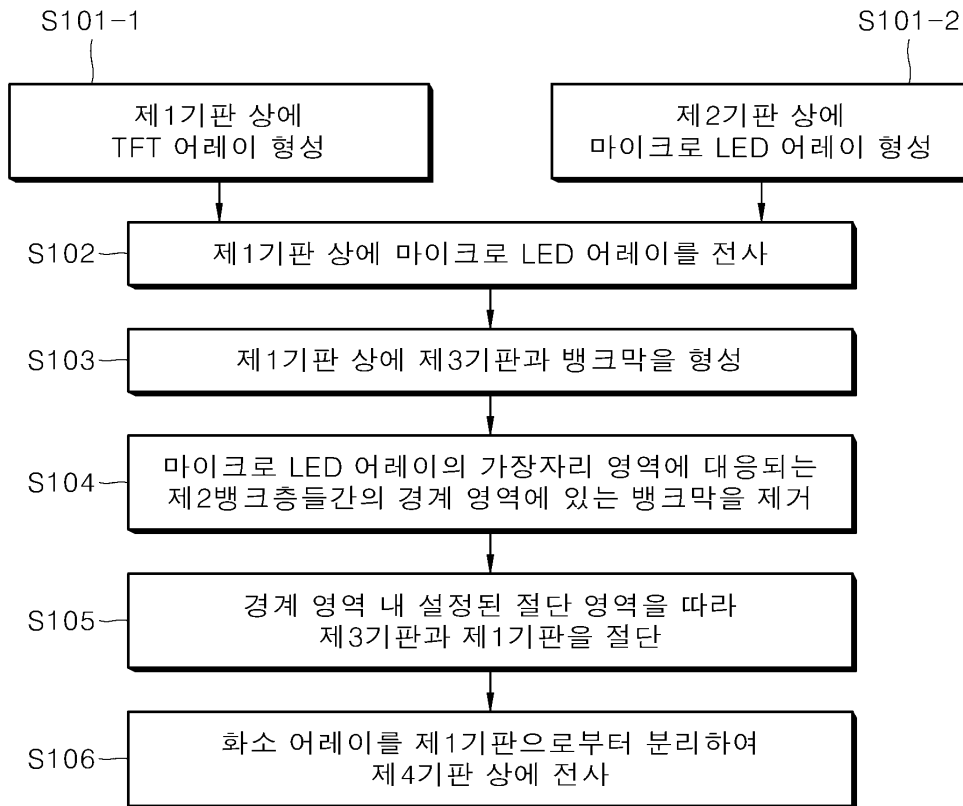 S101-1
S101-2
제1기판 상에
TFT 어레이 형성
제2기판 상에
마이크로 LED 어레이 형성
S102
제1기판 상에 마이크로 LED 어레이를 전사
S103
제1기판 상에 제3기판과 뱅크막을 형성
S104
마이크로 LED 어레이의 가장자리 영역에 대응되는
제2뱅크층들간의 경계 영역에 있는 뱅크막을 제거
S105
경계 영역 내 설정된 절단 영역을 따라
제3기판과 제1기판을 절단
S106
화소 어레이를 제1기판으로부터 분리하여
제4기판 상에 전사